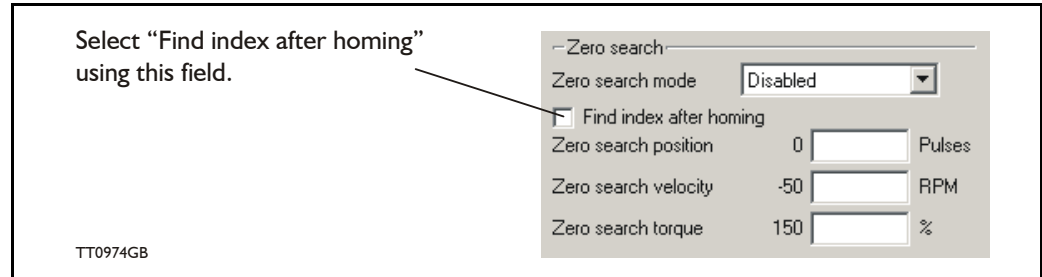 Select “Find index after homing”
using this field.
Zero search
Zero search mode Disabled
Find index after homing
Zero search position 0 Pulses
Zero search velocity -50 RPM
Zero search torque 150 %
TT0974GB